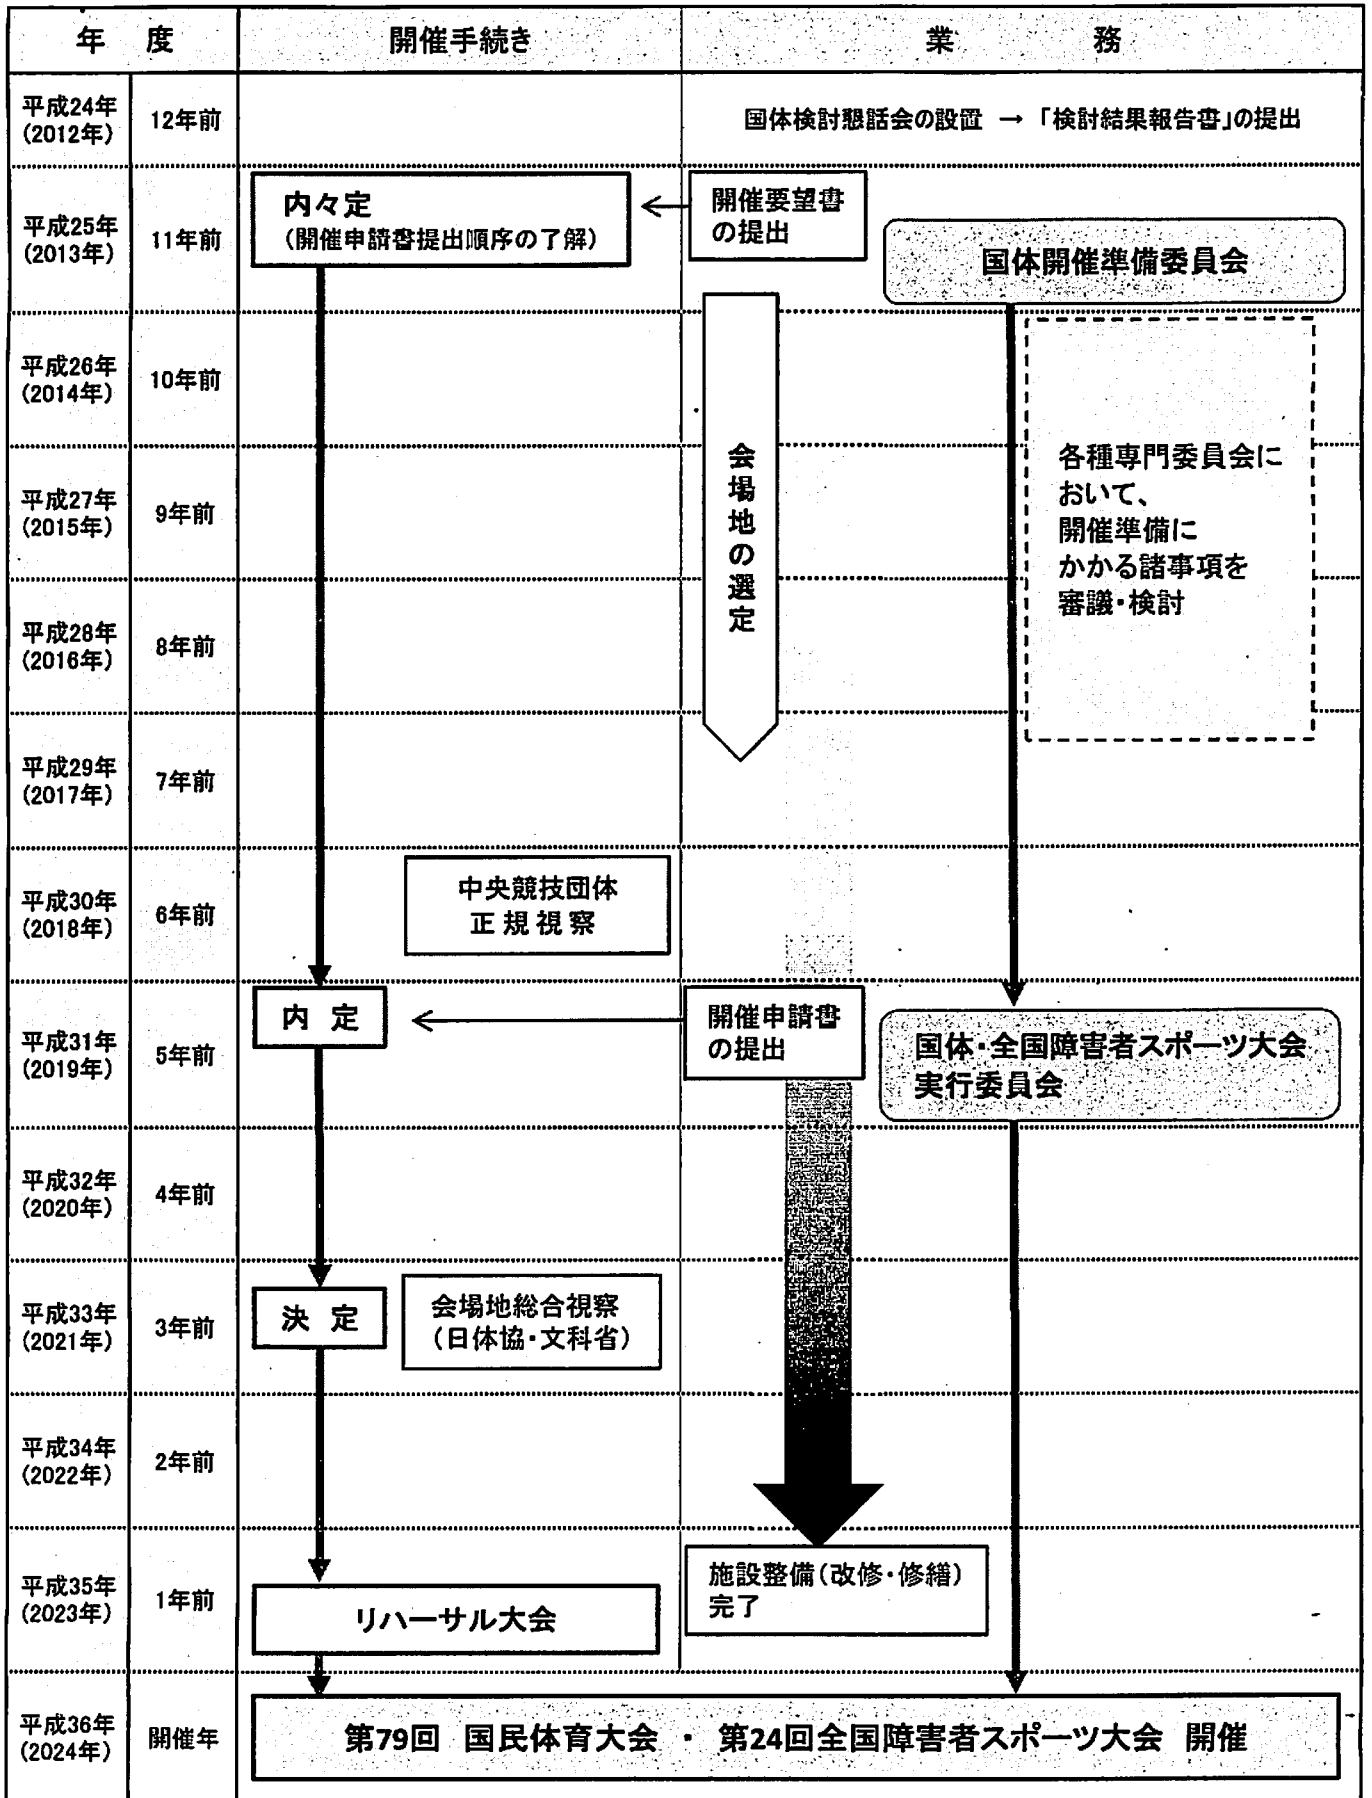 年 度
開催手続き
業 務
平成24年
(2012年)
12年前
国体検討懇話会の設置 → 「検討結果報告書」の提出
平成25年
(2013年)
11年前
内々定
(開催申請書提出順序の了解)
開催要望書
の提出
国体開催準備委員会
平成26年
(2014年)
10年前
会場地の選定
各種専門委員会に
おいて、
開催準備に
かかる諸事項を
審議・検討
平成27年
(2015年)
9年前
平成28年
(2016年)
8年前
平成29年
(2017年)
7年前
平成30年
(2018年)
6年前
中央競技団体
正規視察
平成31年
(2019年)
5年前
内 定
開催申請書
の提出
国体・全国障害者スポーツ大会
実行委員会
平成32年
(2020年)
4年前
平成33年
(2021年)
3年前
決 定
会場地総合視察
(日体協・文科省)
平成34年
(2022年)
2年前
平成35年
(2023年)
1年前
リハーサル大会
施設整備(改修・修繕)
完了
平成36年
(2024年)
開催年
第79回 国民体育大会 ・ 第24回全国障害者スポーツ大会 開催